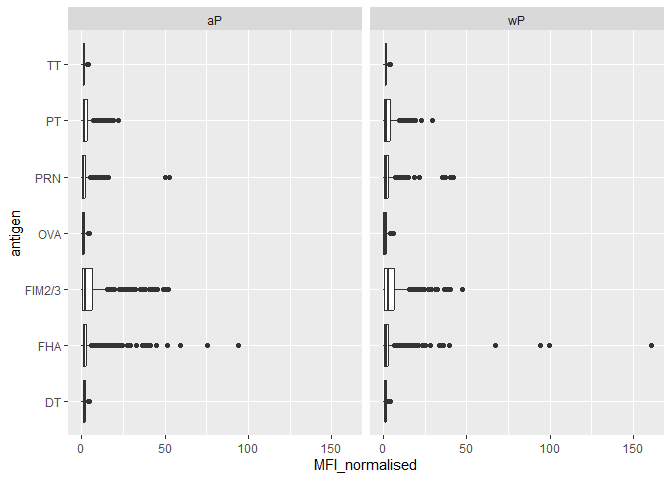 aP
wP
TT
PT
PRN
OVA
FIM2/3
FHA
DT
antigen
0
50
100
150
0
50
100
150
MFI_normalised